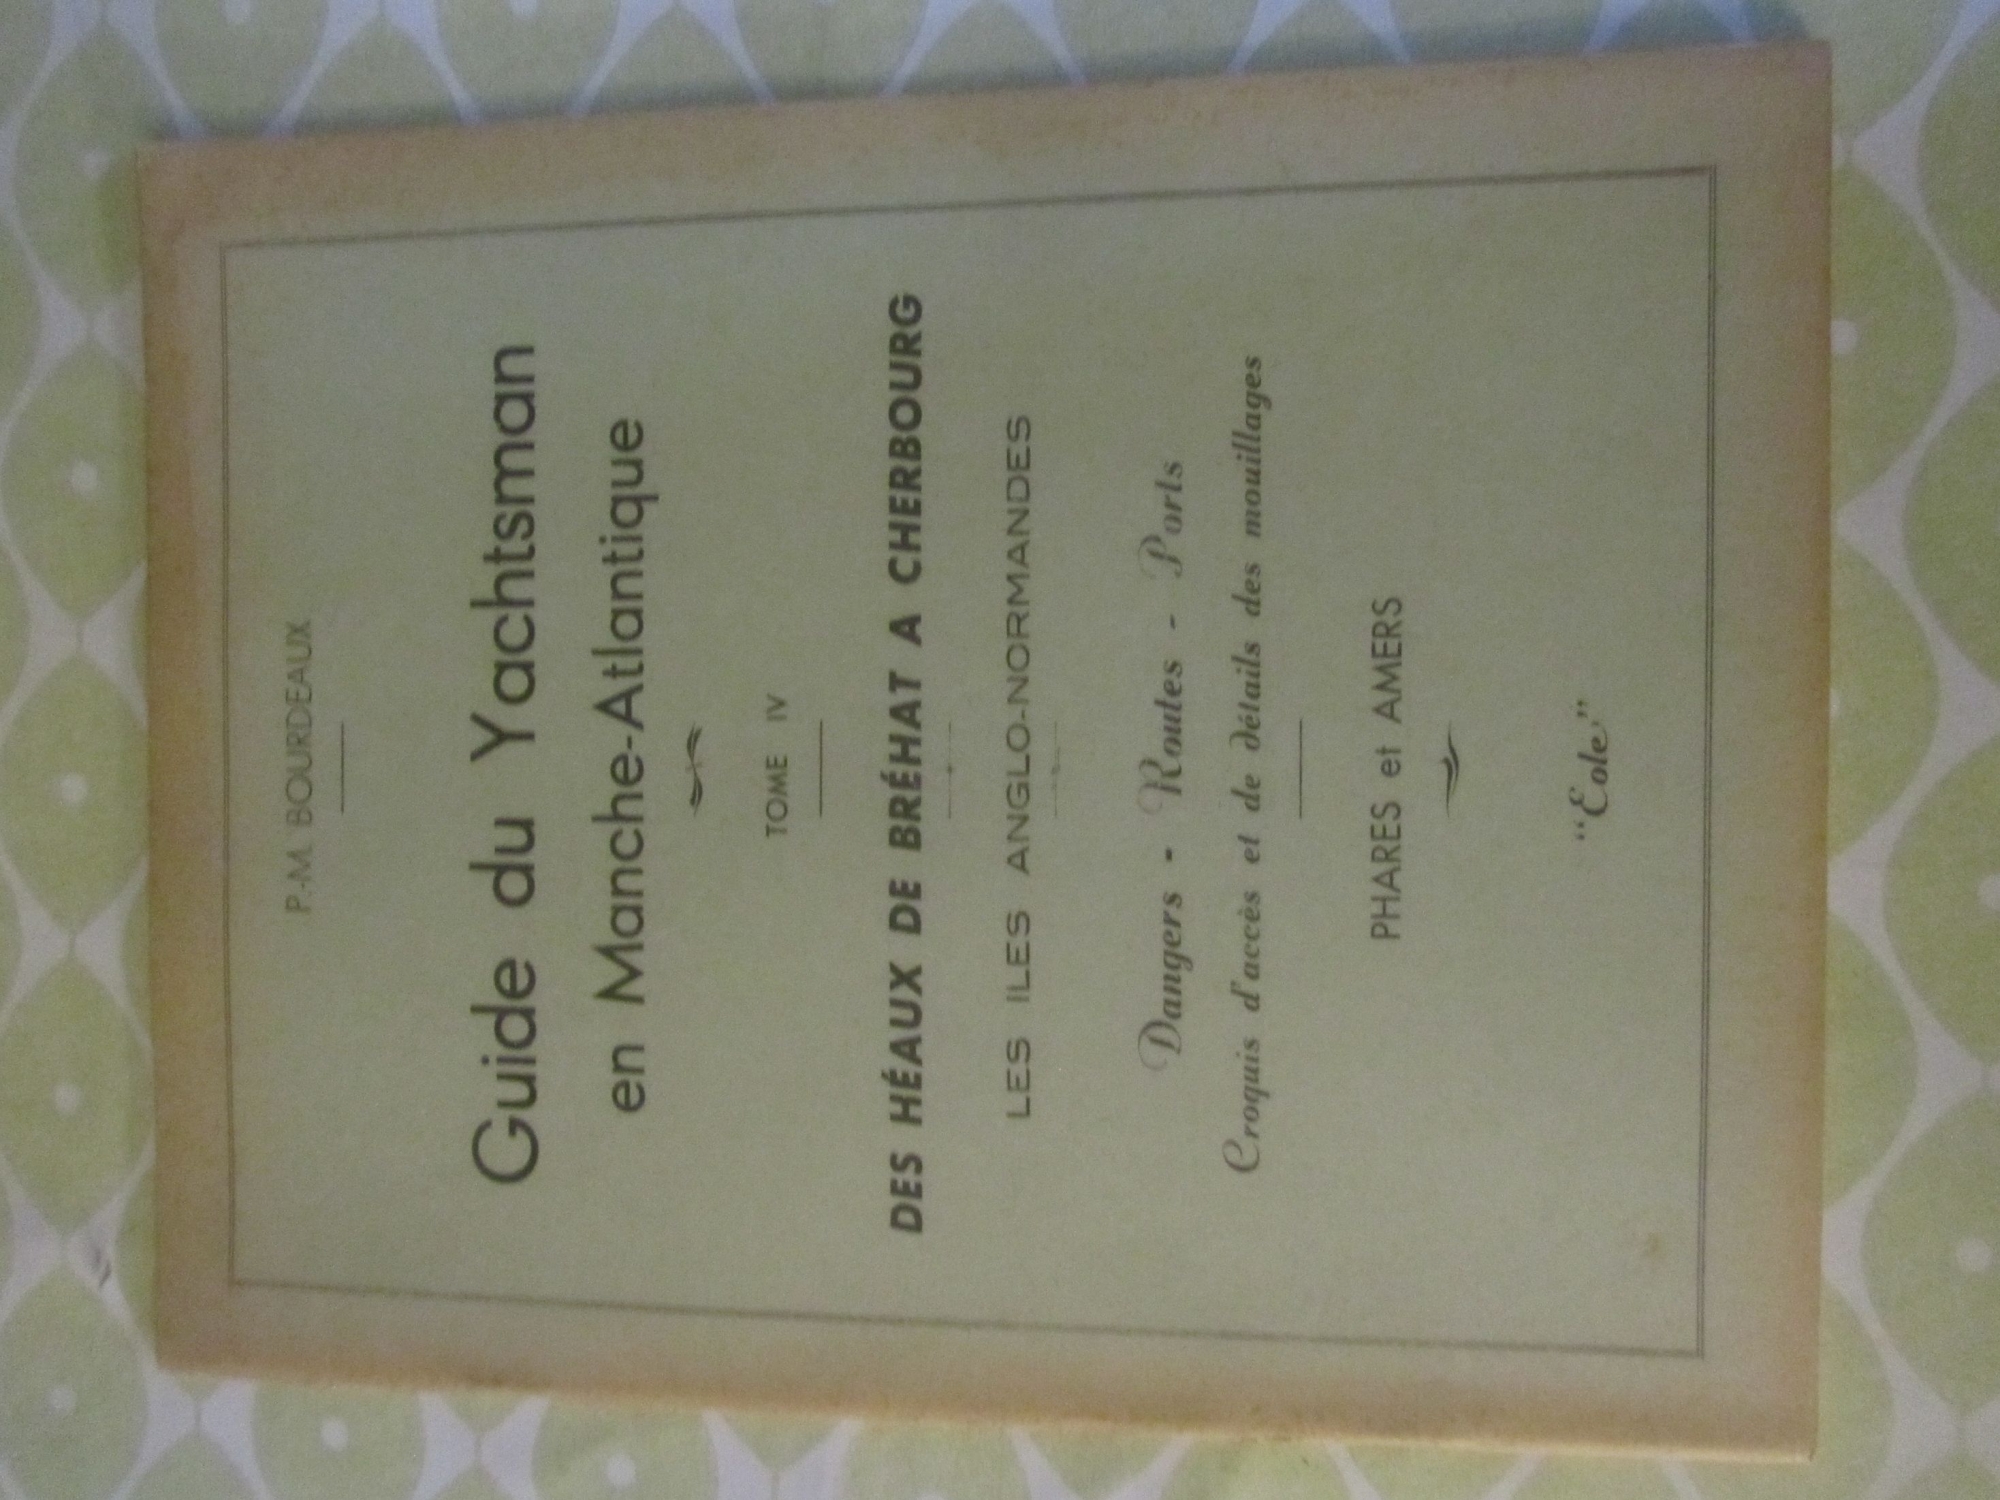 P.-M. BOURDEAUX
Guide du Yachtsman
en Manche-Atlantique
TOME IV
DES HÉAUX DE BRÉHAT A CHERBOURG
LES ILES ANGLO-NORMANDES
Dangers - Routes - Ports
Croquis d'accès et de détails des mouillages
PHARES et AMERS
"Eole"